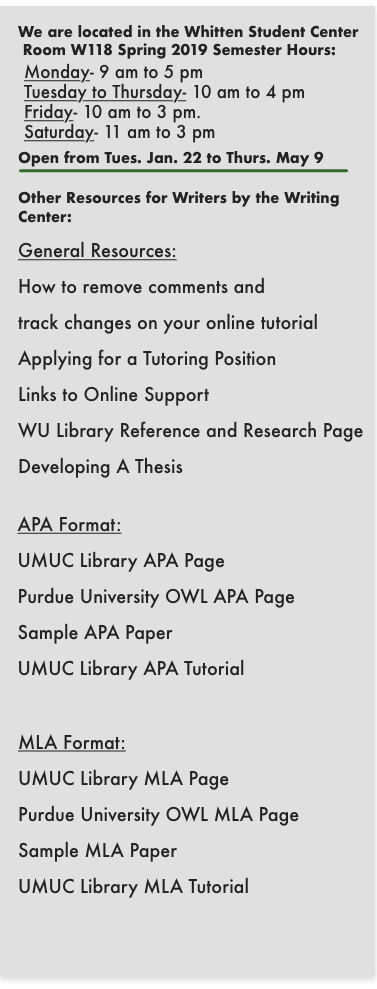 We are located in the Whitten Student Center
Room W118 Spring 2019 Semester Hours:
Monday- 9 am to 5 pm
Tuesday to Thursday- 10 am to 4 pm
Friday- 10 am to 3 pm.
Saturday- 11 am to 3 pm
Open from Tues. Jan. 22 to Thurs. May 9
Other Resources for Writers by the Writing
Center:
General Resources:
How to remove comments and
track changes on your online tutorial
Applying for a Tutoring Position
Links to Online Support
WU Library Reference and Research Page
Developing A Thesis
APA Format:
UMUC Library APA Page
Purdue University OWL APA Page
Sample APA Paper
UMUC Library APA Tutorial
MLA Format:
UMUC Library MLA Page
Purdue University OWL MLA Page
Sample MLA Paper
UMUC Library MLA Tutorial